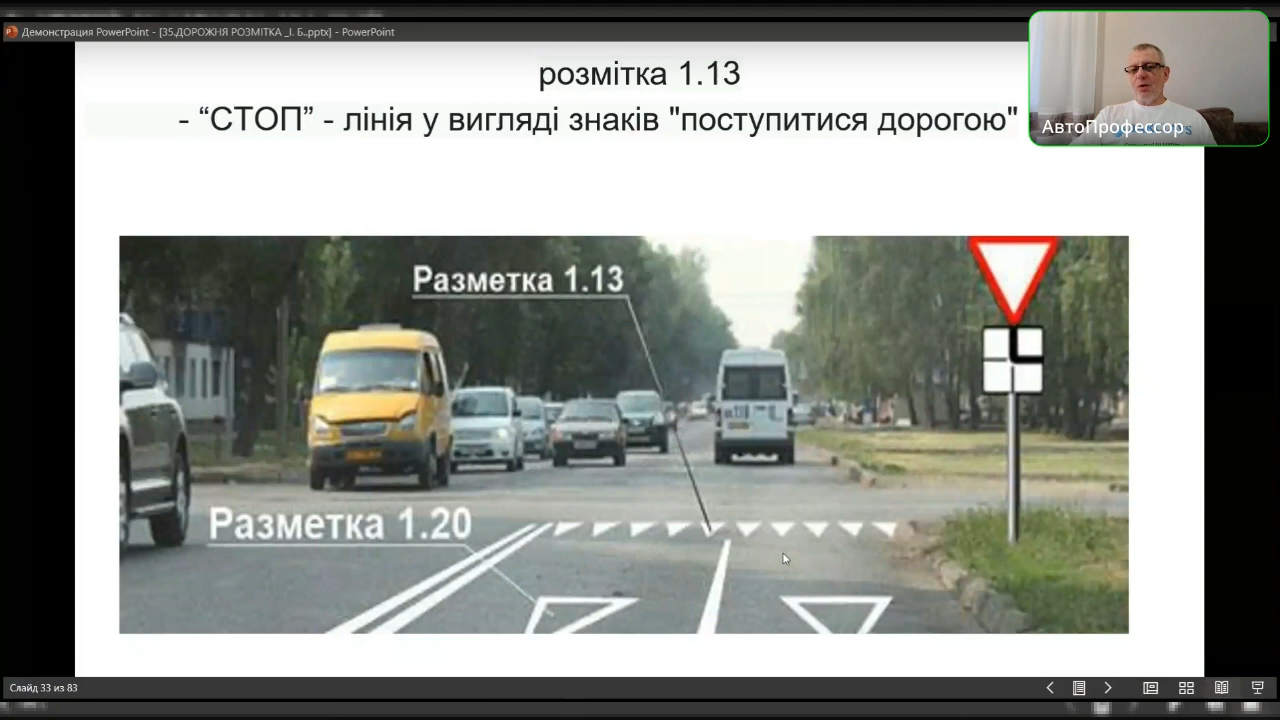 Демонстрация PowerPoint - [35.ДОРОЖНЯ РОЗМІТКА _І. Б..pptx] - PowerPoint
АвтоПрофессор
розмітка 1.13
- “СТОП” - лінія у вигляді знаків "поступитися дорогою"
Разметка 1.13
Разметка 1.20
Слайд 33 из 83